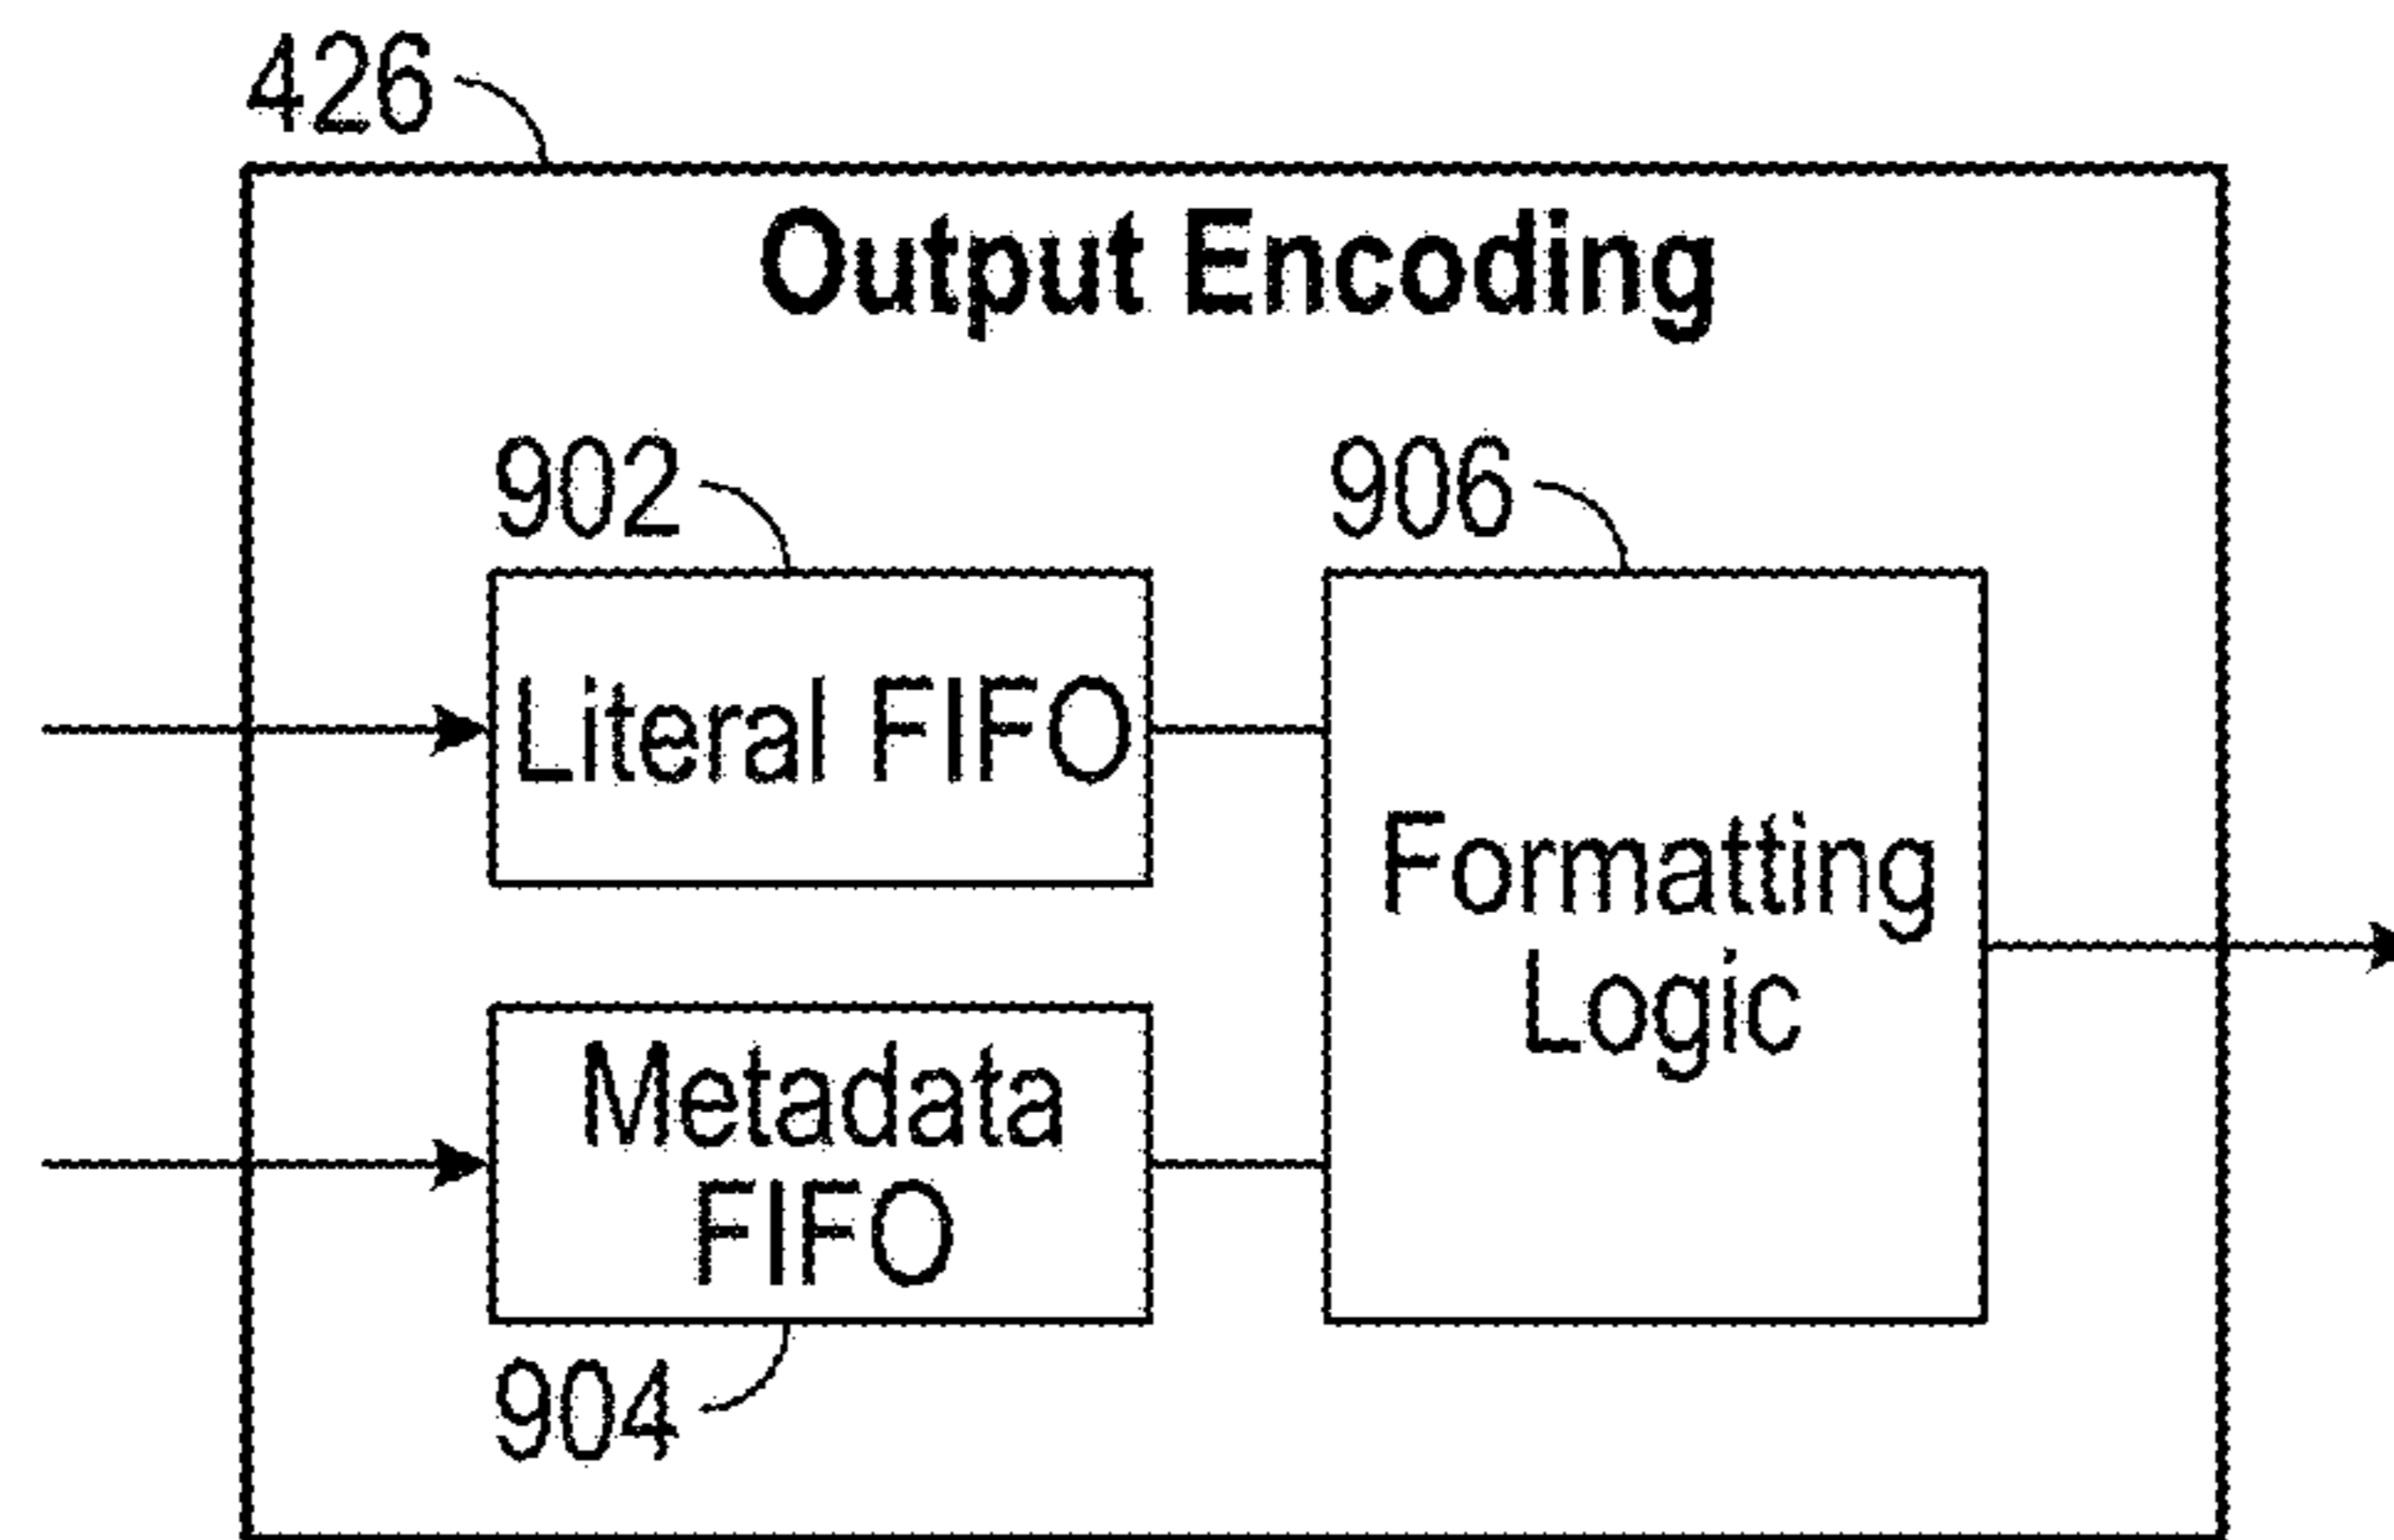 426
Output Encoding
902
906
Literal FIFO
Formatting
Logic
Metadata
FIFO
904